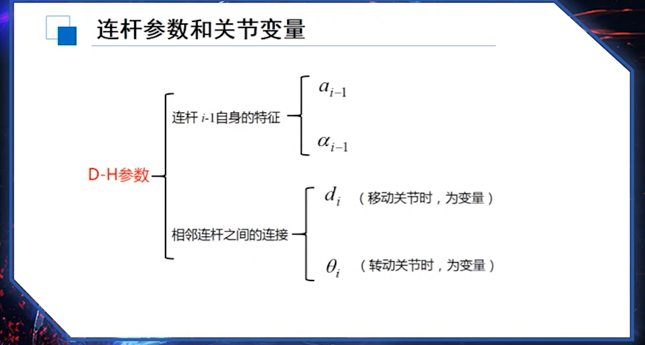 连杆参数和关节变量
连杆 i-1自身的特征
a_{i-1}
α_{i-1}
D-H参数
相邻连杆之间的连接
d_i （移动关节时，为变量）
θ_i （转动关节时，为变量）